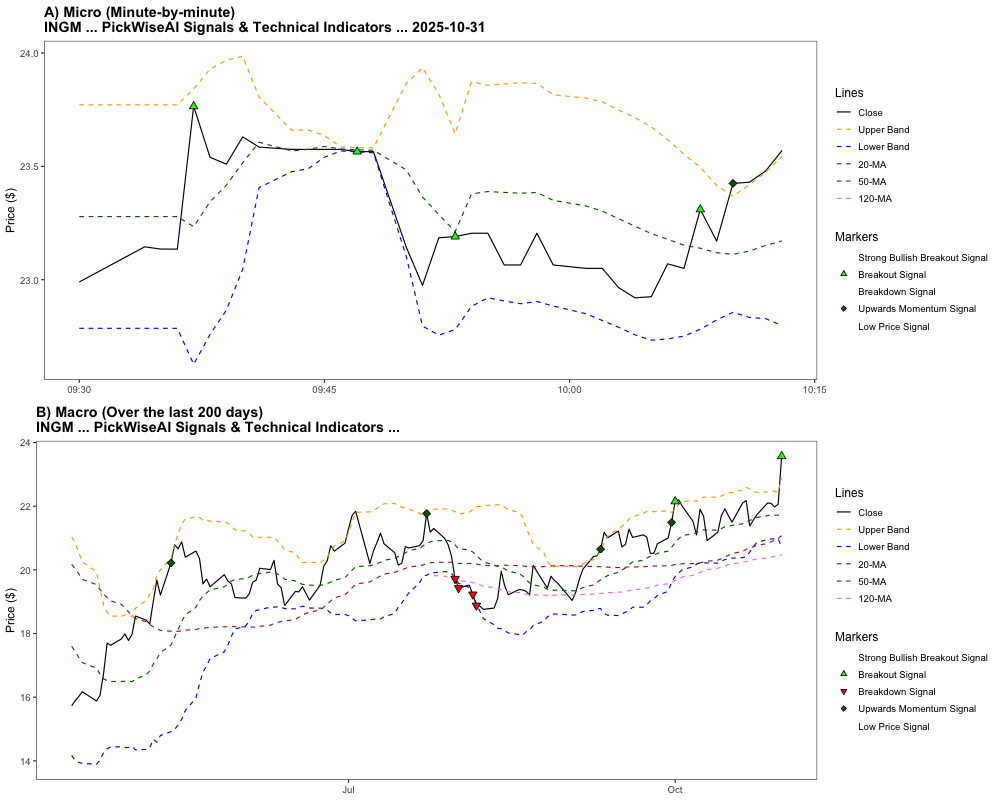 A) Micro (Minute-by-minute)
INGM ... PickWiseAI Signals & Technical Indicators ... 2025-10-31
24.0
23.5
23.0
Price ($)
09:30
09:45
10:00
10:15
Lines
Close
Upper Band
Lower Band
20-MA
50-MA
120-MA
Markers
Strong Bullish Breakout Signal
Breakout Signal
Breakdown Signal
Upwards Momentum Signal
Low Price Signal
B) Macro (Over the last 200 days)
INGM ... PickWiseAI Signals & Technical Indicators ...
24
22
20
18
16
14
Price ($)
Jul
Oct
Lines
Close
Upper Band
Lower Band
20-MA
50-MA
120-MA
Markers
Strong Bullish Breakout Signal
Breakout Signal
Breakdown Signal
Upwards Momentum Signal
Low Price Signal